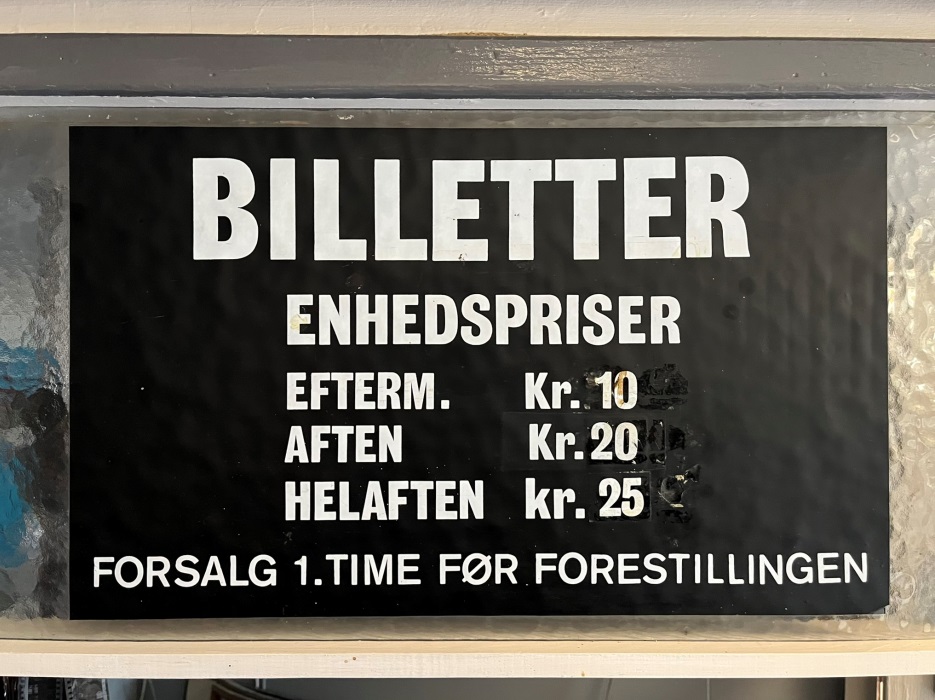 BILLETTER
ENHEDSPRISER
EFTERM. Kr. 10
AFTEN Kr. 20
HELAFTEN kr. 25
FORSALG 1.TIME FØR FORESTILLINGEN